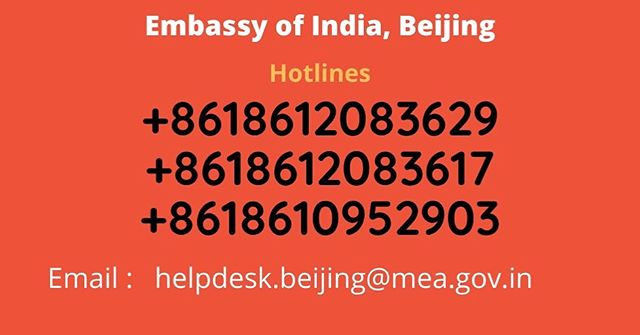 Embassy of India, Beijing
Hotlines
+8618612083629
+8618612083617
+8618610952903
Email : helpdesk.beijing@mea.gov.in